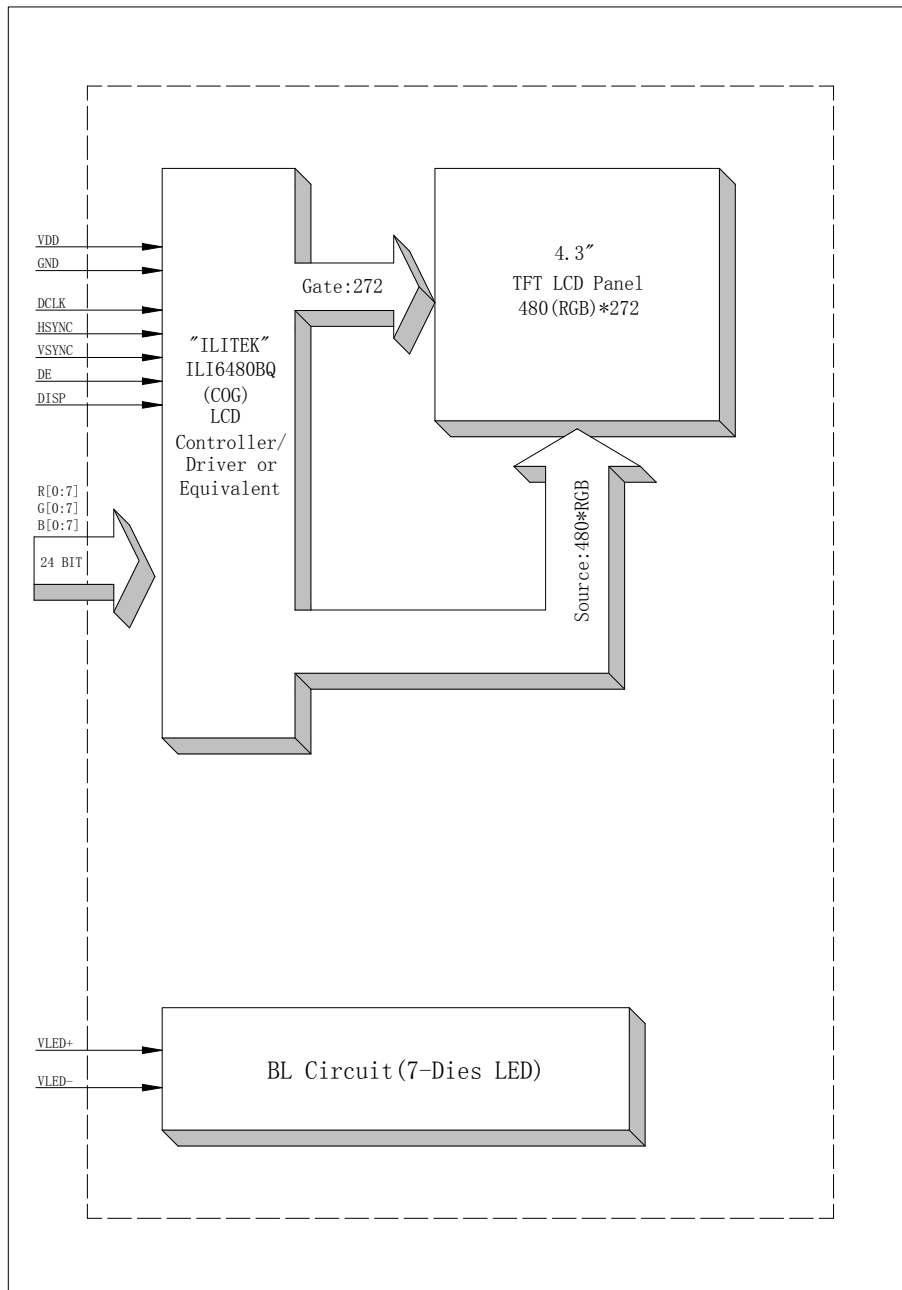 VDD
GND
DCLK
HSYNC
VSYNC
DE
DISP
R[0:7]
G[0:7]
B[0:7]
24 BIT
"ILITEK"
ILI6480BQ
(COG)
LCD
Controller/
Driver or
Equivalent
Gate:272
4.3"
TFT LCD Panel
480(RGB)*272
Source:480*RGB
VLED+
VLED-
BL Circuit(7-Dies LED)